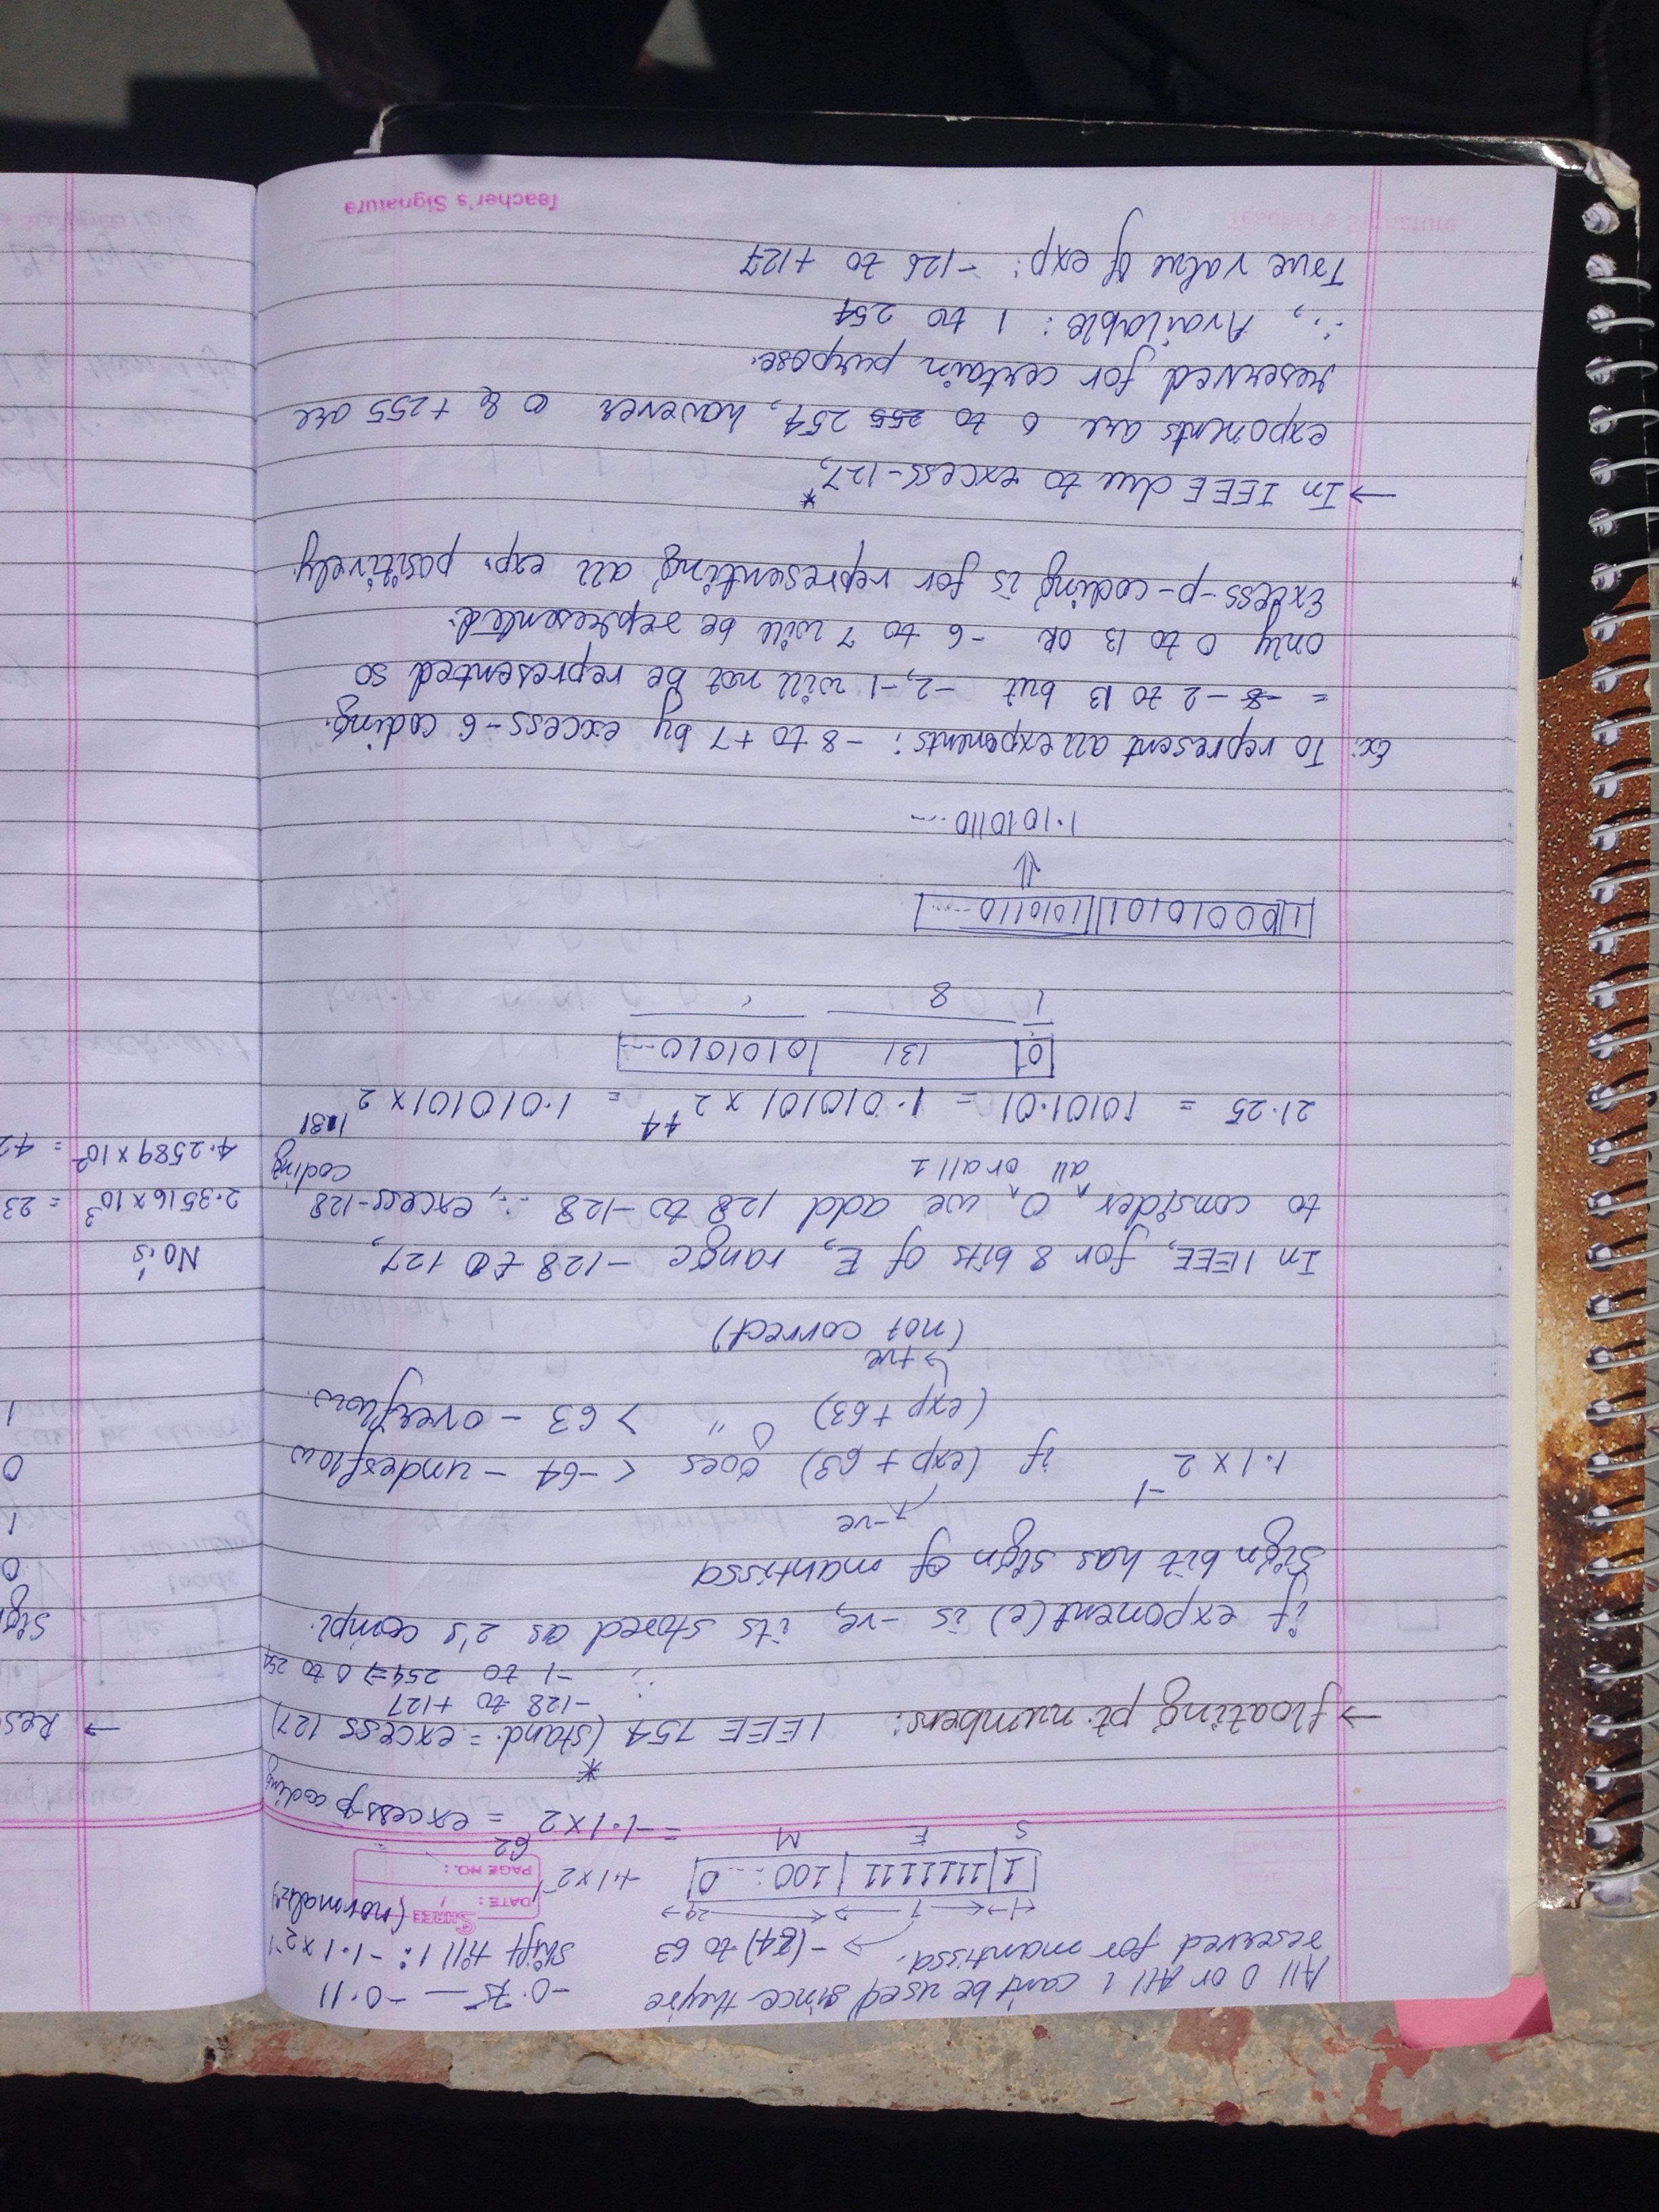 All 0 or All 1 can't be used since they're
reserved for mantissa.
-(64) to 63
1 7 24
1 1111111 100....0
S E M
-0.75 — -0.11
Shift till 1: -1.1 x 2^-1
(normaliz^n)
SHREE
DATE: / /
PAGE NO.:
-1.1 x 2^-1
= -1.1 x 2^62 = excess-p coding
→ floating pt. numbers: IEEE 754 *(stand. = excess 127)
-128 to +127
∴ -1 to 254 ⇒ 0 to 254
if exponent(e) is -ve, its stored as 2's compl.
Sign bit has sign of mantissa
→ -ve
1.1 x 2^-1 if (exp + 63) goes < -64 - underflow
(exp + 63) " > 63 - overflow.
↳ +ve
(not correct)
In IEEE, for 8 bits of E, range -128 to 127,
to consider ^ 0 ^ we add 128 to -128 ∴, excess-128
all or all 1 coding
21.25 = 10101.01 = 1.010101 x 2^+4 = 1.010101 x 2^131
0 131 0101010....
1 8
1 00010101 1010110.....
⇓
1.1010110....
Ex: To represent all exponents: -8 to +7 by excess-6 coding.
= -8 -2 to 13 but -2, -1 will not be represented so
only 0 to 13 OR -6 to 7 will be represented.
Excess-p-coding is for representing all exp. positively.
→ In IEEE due to excess-127,*
exponents are 0 to 255 254, however 0 & +255 are
reserved for certain purpose.
∴, Available: 1 to 254
True value of exp: -126 to +127
Teacher's Signature
→ Res
Sig
0
1
0
1
No.'s
2.3516 x 10^3 = 23
4.2589 x 10^2 = 42